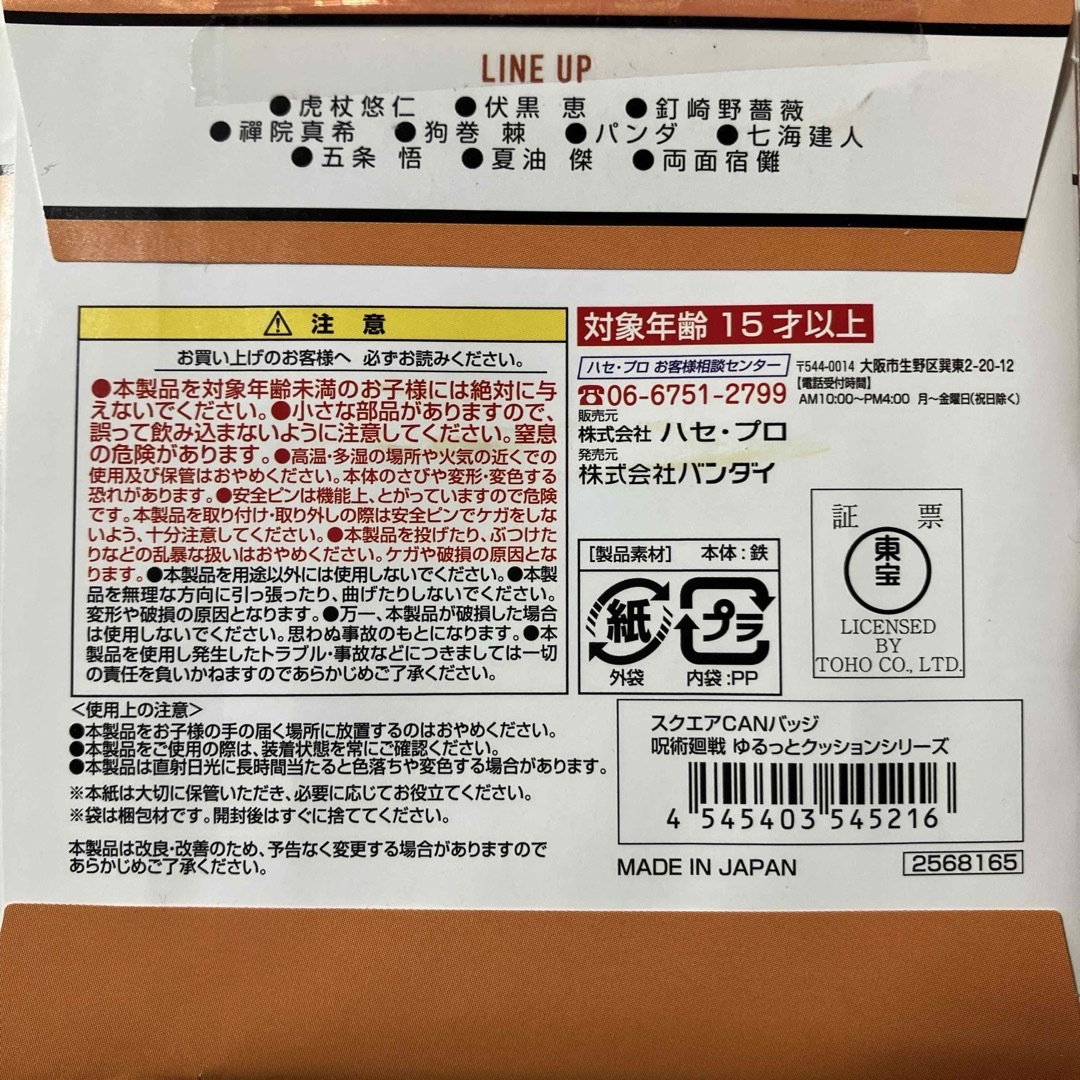 LINE UP
●虎杖悠仁 ●伏黒 恵 ●釘崎野薔薇
●禪院真希 ●狗巻 棘 ●パンダ ●七海建人
●五条 悟 ●夏油 傑 ●両面宿儺
⚠ 注 意
お買い上げのお客様へ 必ずお読みください。
●本製品を対象年齢未満のお子様には絶対に与
えないでください。●小さな部品がありますので、
誤って飲み込まないように注意してください。窒息
の危険があります。●高温・多湿の場所や火気の近くでの
使用及び保管はおやめください。本体のさびや変形・変色する
恐れがあります。●安全ピンは機能上、とがっていますので危険
です。本製品を取り付け・取り外しの際は安全ピンでケガをしな
いよう、十分注意してください。●本製品を投げたり、ぶつけた
りなどの乱暴な扱いはおやめください。ケガや破損の原因とな
ります。●本製品を用途以外には使用しないでください。●本製
品を無理な方向に引っ張ったり、曲げたりしないでください。
変形や破損の原因となります。●万一、本製品が破損した場合
は使用しないでください。思わぬ事故のもとになります。●本
製品を使用し発生したトラブル・事故などにつきましては一切
の責任を負いかねますのであらかじめご了承ください。
<使用上の注意>
●本製品をお子様の手の届く場所に放置するのはおやめください。
●本製品をご使用の際は、装着状態を常にご確認ください。
●本製品は直射日光に長時間当たると色落ちや変色する場合があります。
※本紙は大切に保管いただき、必要に応じてお役立てください。
※袋は梱包材です。開封後はすぐに捨ててください。
本製品は改良・改善のため、予告なく変更する場合がありますので
あらかじめご了承ください。
対象年齢 15才以上
ハセ・プロ お客様相談センター 〒544-0014 大阪市生野区巽東2-20-12
☎06-6751-2799 【電話受付時間】
AM10:00~PM4:00 月~金曜日(祝日除く)
販売元
株式会社 ハセ・プロ
発売元
株式会社バンダイ
[製品素材] 本体:鉄
紙 プラ
外袋 内袋:PP
証 票
東宝
LICENSED
BY
TOHO CO., LTD.
スクエアCANバッジ
呪術廻戦 ゆるっとクッションシリーズ
4 545403 545216
MADE IN JAPAN 2568165